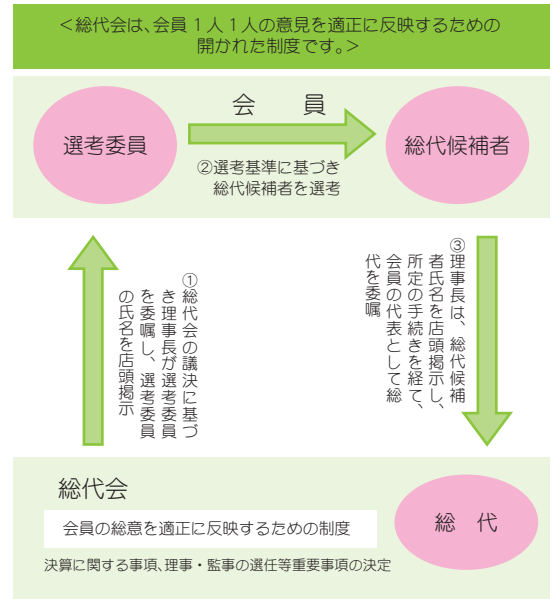 ＜総代会は、会員1人1人の意見を適正に反映するための
開かれた制度です。＞
会　員
選考委員
総代候補者
②選考基準に基づき
総代候補者を選考
①総代会の議決に基づ
き理事長が選考委員
を委嘱し、選考委員
の氏名を店頭掲示
③理事長は、総代候補
者氏名を店頭掲示し、
所定の手続きを経て、
会員の代表として総
代を委嘱
総代会
会員の総意を適正に反映するための制度
総　代
決算に関する事項、理事・監事の選任等重要事項の決定